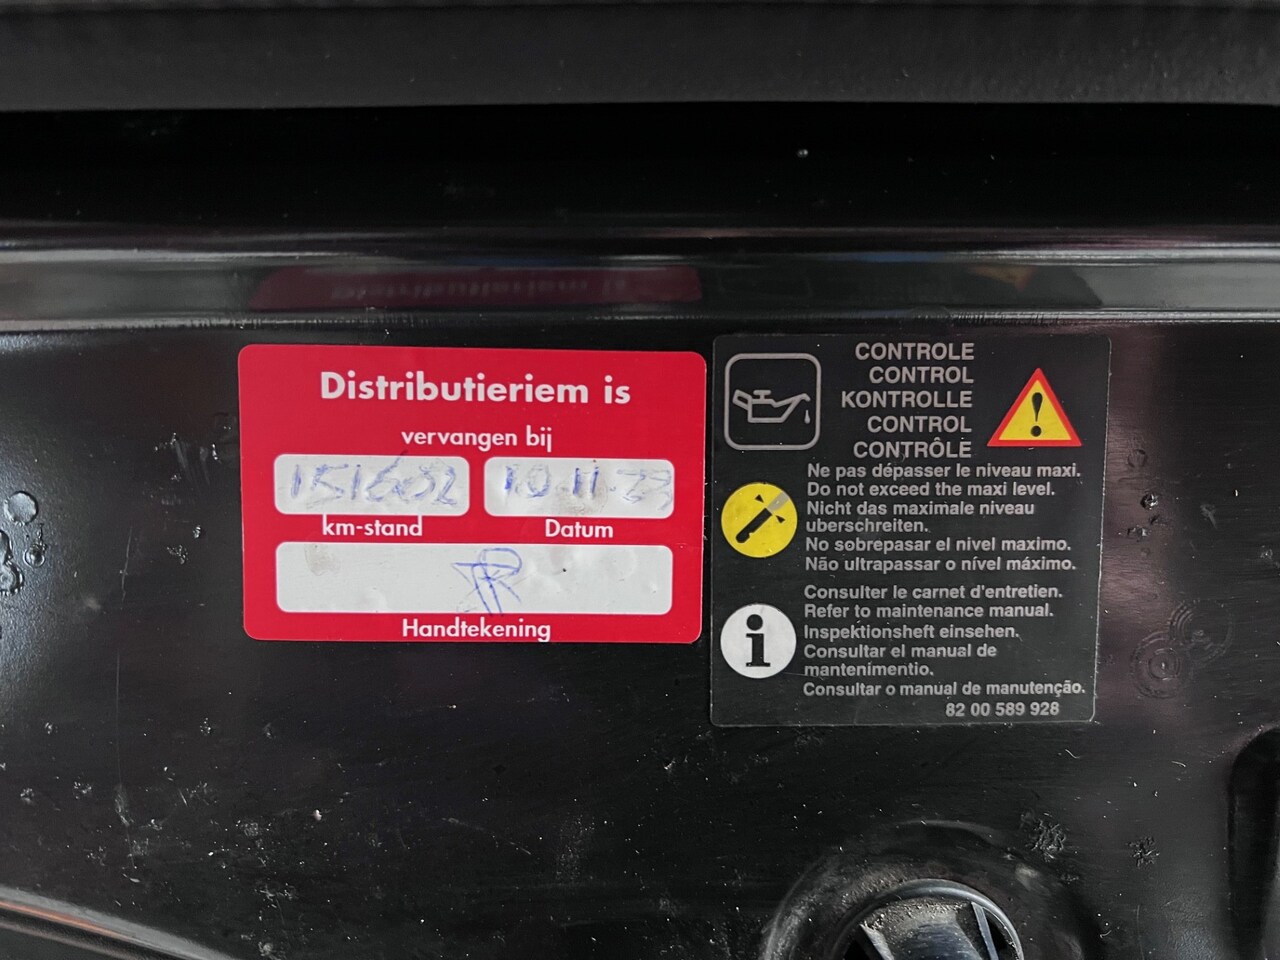 Distributieriem is
vervangen bij
151602 10-11-23
km-stand Datum
Handtekening
CONTROLE
CONTROL
KONTROLLE
CONTROL
CONTRÔLE
Ne pas dépasser le niveau maxi.
Do not exceed the maxi level.
Nicht das maximale niveau
uberschreiten.
No sobrepasar el nivel maximo.
Não ultrapassar o nível máximo.
Consulter le carnet d'entretien.
Refer to maintenance manual.
Inspektionsheft einsehen.
Consultar el manual de
mantenimentio.
Consultar o manual de manutenção.
82 00 589 928